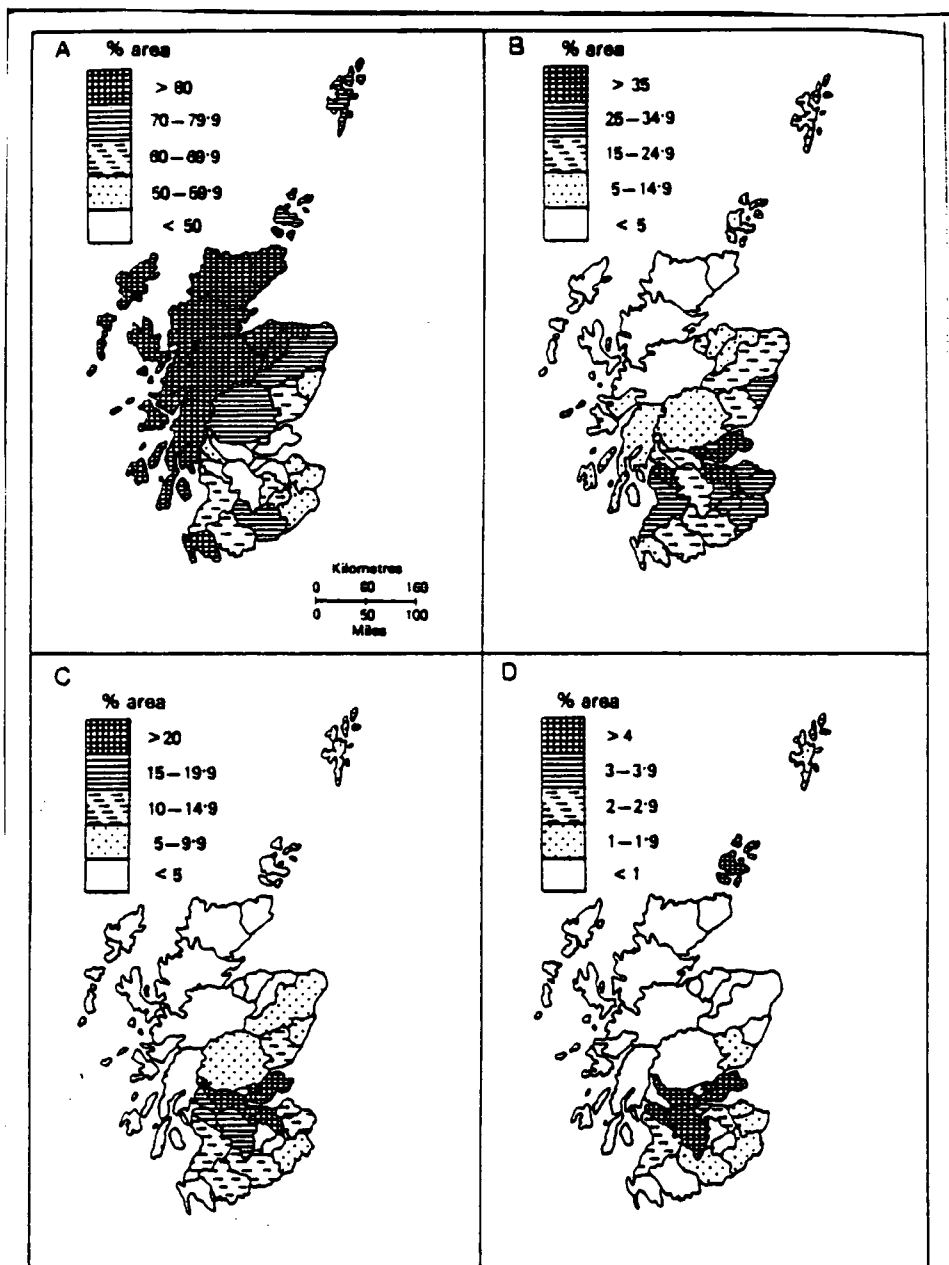 A
% area
> 80
70–79·9
60–69·9
50–59·9
< 50
Kilometres
0 80 160
0 50 100
Miles
B
% area
> 35
25–34·9
15–24·9
5–14·9
< 5
C
% area
>20
15–19·9
10–14·9
5–9·9
< 5
D
% area
> 4
3–3·9
2–2·9
1–1·9
< 1